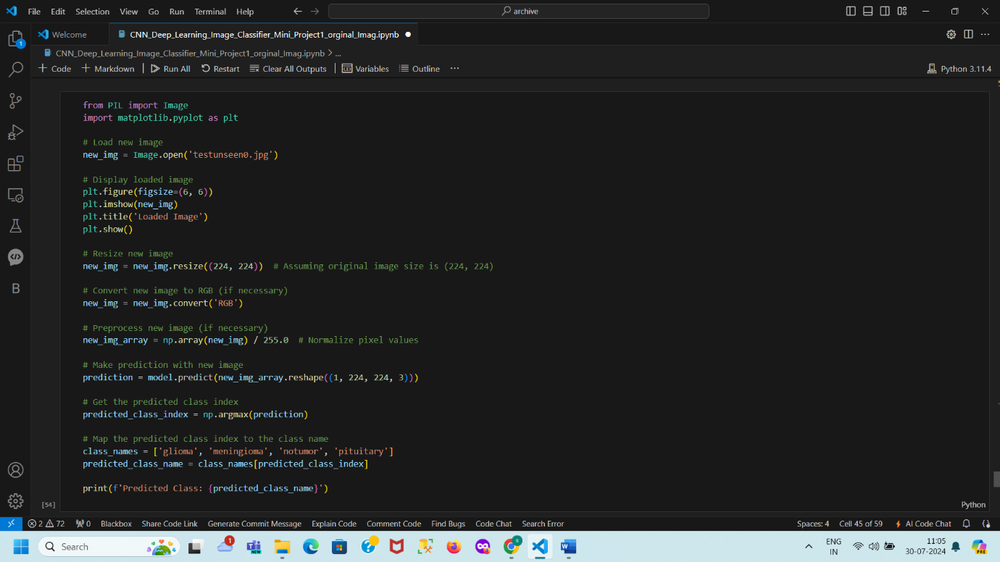 File Edit Selection View Go Run Terminal Help
archive
Welcome
CNN_Deep_Learning_Image_Classifier_Mini_Project1_orginal_Imag.ipynb
1
CNN_Deep_Learning_Image_Classifier_Mini_Project1_orginal_Imag.ipynb > ...
+ Code + Markdown | Run All Restart Clear All Outputs | Variables Outline ...
Python 3.11.4
from PIL import Image
import matplotlib.pyplot as plt
# Load new image
new_img = Image.open('testunseen0.jpg')
# Display loaded image
plt.figure(figsize=(6, 6))
plt.imshow(new_img)
plt.title('Loaded Image')
plt.show()
# Resize new image
new_img = new_img.resize((224, 224))  # Assuming original image size is (224, 224)
# Convert new image to RGB (if necessary)
new_img = new_img.convert('RGB')
# Preprocess new image (if necessary)
new_img_array = np.array(new_img) / 255.0  # Normalize pixel values
# Make prediction with new image
prediction = model.predict(new_img_array.reshape((1, 224, 224, 3)))
# Get the predicted class index
predicted_class_index = np.argmax(prediction)
# Map the predicted class index to the class name
class_names = ['glioma', 'meningioma', 'notumor', 'pituitary']
predicted_class_name = class_names[predicted_class_index]
print(f'Predicted Class: {predicted_class_name}')
B
[54]
Python
2 72 0 Blackbox Share Code Link Generate Commit Message Explain Code Comment Code Find Bugs Code Chat Search Error
Spaces: 4 Cell 45 of 59 AI Code Chat
Search
1
NEW
5
W
ENG
IN
11:05
30-07-2024
PRE